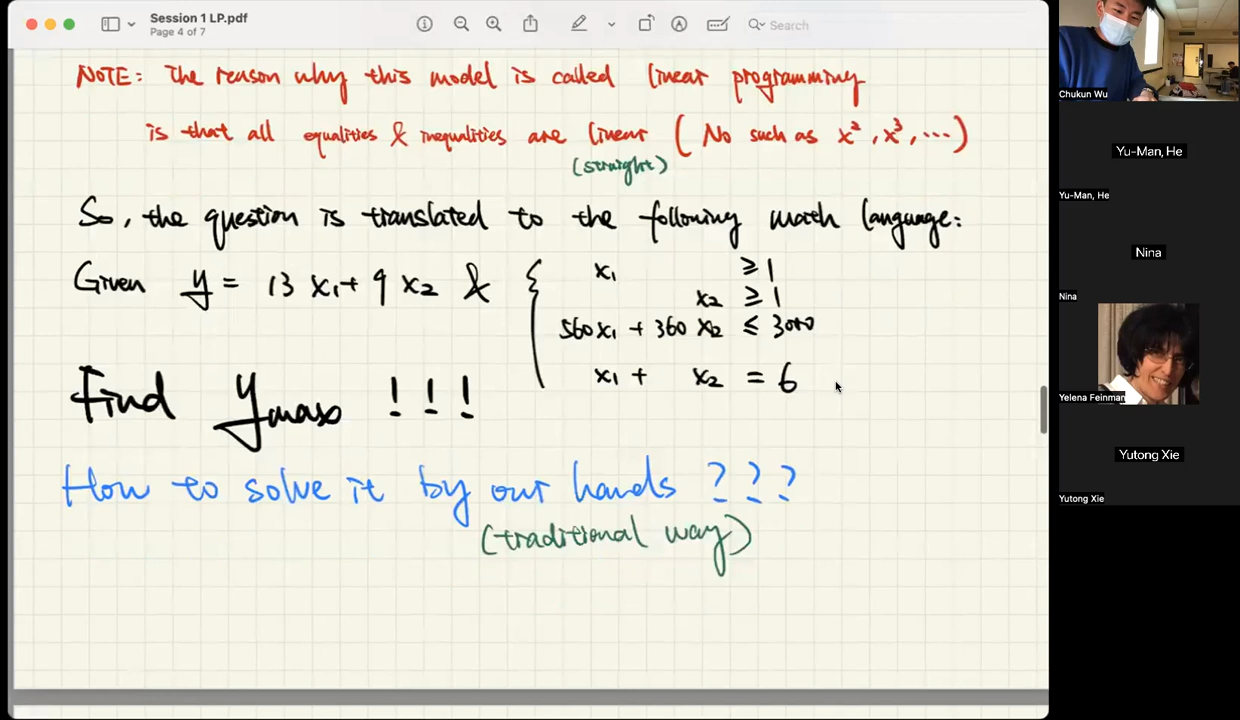 Session 1 LP.pdf
Page 4 of 7
Search
NOTE: The reason why this model is called linear programming
is that all equalities & inequalities are linear (No such as x², x³, ...)
(straight)
So, the question is translated to the following math language:
Given y = 13 x₁ + 9 x₂ & { x₁ ≥ 1
x₂ ≥ 1
560x₁ + 360 x₂ ≤ 3000
x₁ + x₂ = 6
Find ymax !!!
How to solve it by our hands ???
(traditional way)
Chukun Wu
Yu-Man, He
Yu-Man, He
Nina
Nina
Yelena Feinman
Yutong Xie
Yutong Xie